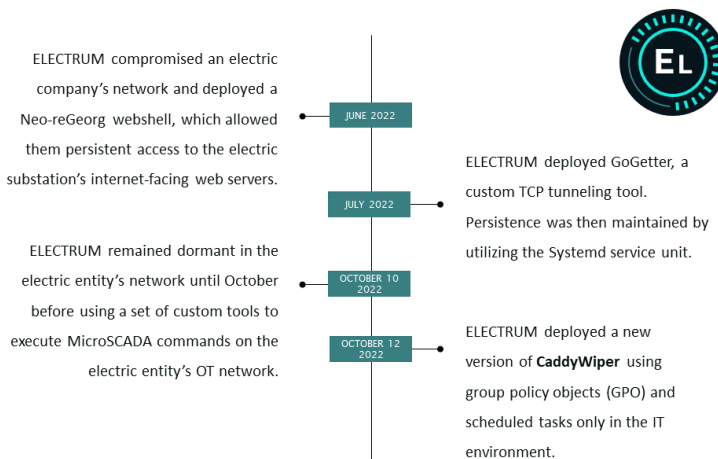 EL
ELECTRUM compromised an electric
company's network and deployed a
Neo-reGeorg webshell, which allowed
them persistent access to the electric
substation's internet-facing web servers.
JUNE 2022
JULY 2022
ELECTRUM deployed GoGetter, a
custom TCP tunneling tool.
Persistence was then maintained by
utilizing the Systemd service unit.
ELECTRUM remained dormant in the
electric entity's network until October
before using a set of custom tools to
execute MicroSCADA commands on the
electric entity's OT network.
OCTOBER 10
2022
OCTOBER 12
2022
ELECTRUM deployed a new
version of CaddyWiper using
group policy objects (GPO) and
scheduled tasks only in the IT
environment.